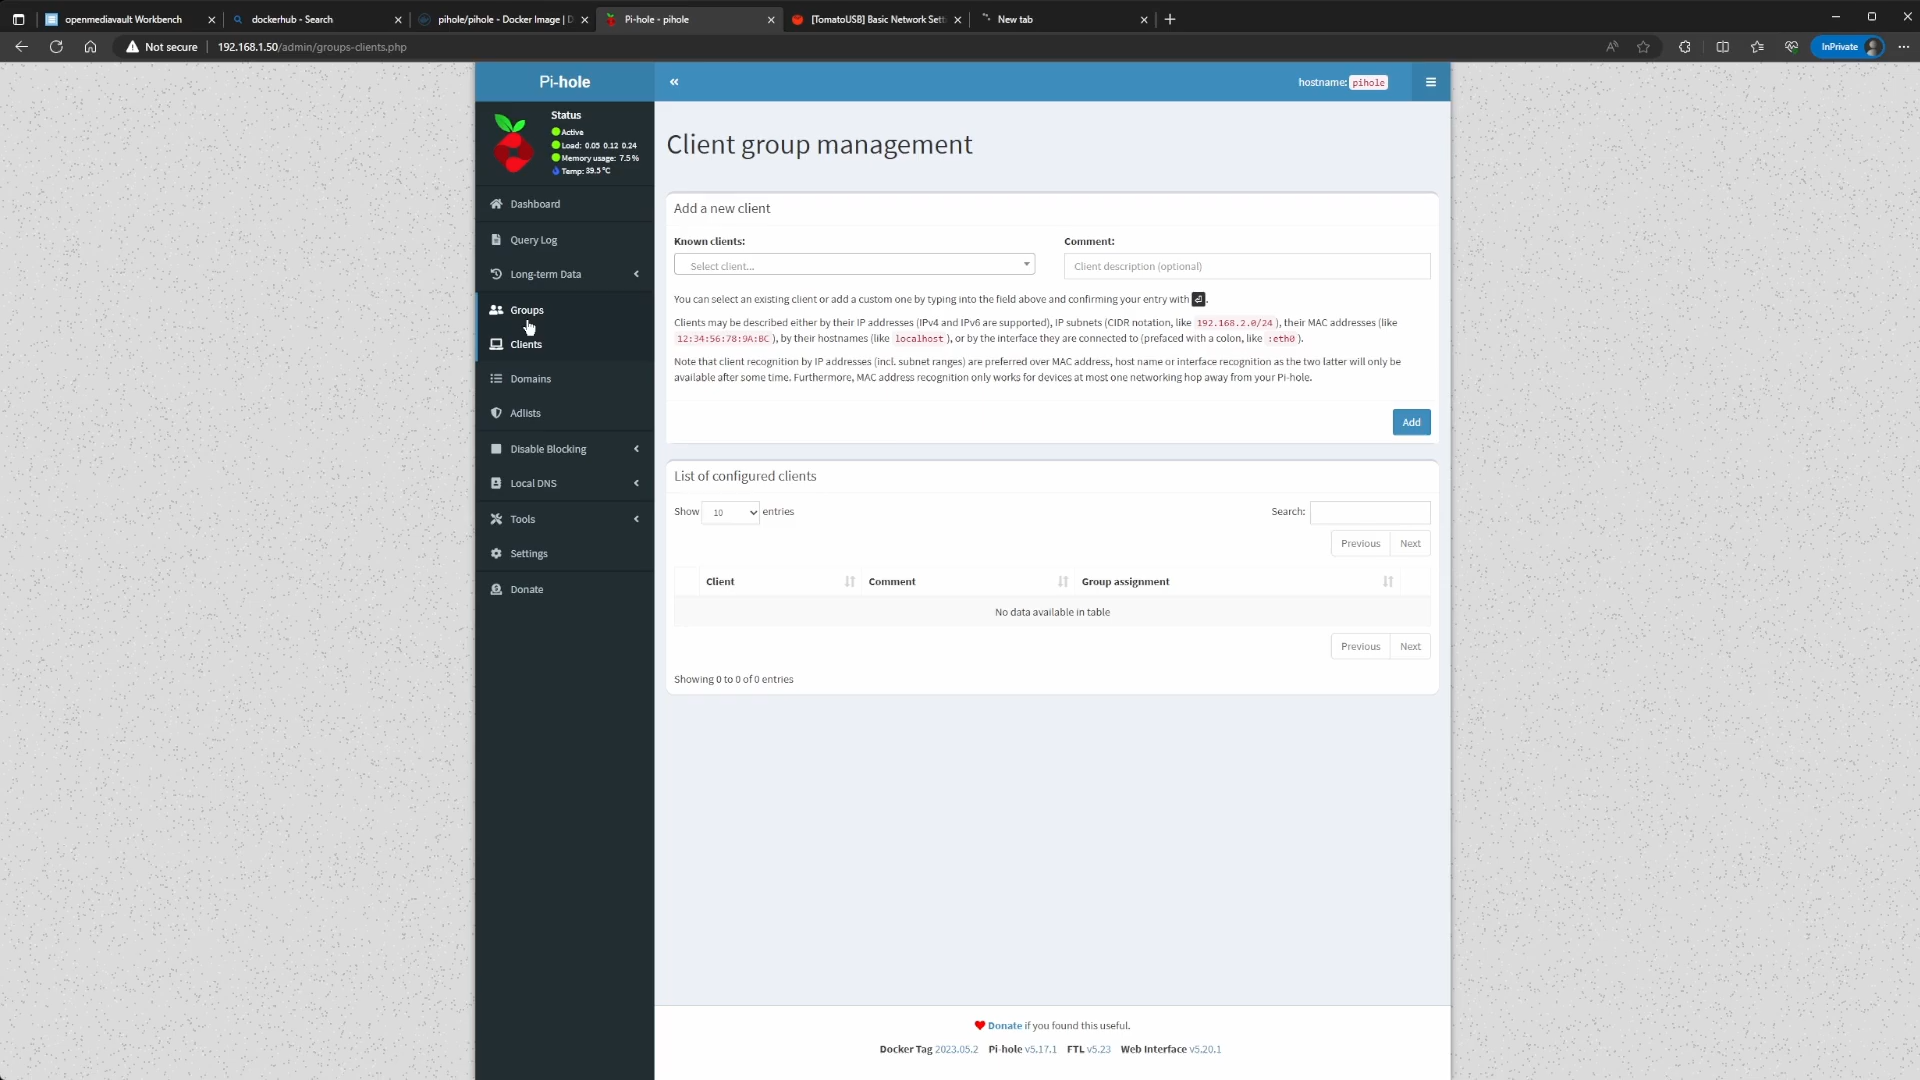 openmediavault Workbench
dockerhub - Search
pihole/pihole - Docker Image | D
Pi-hole - pihole
[TomatoUSB] Basic Network Sett
New tab
Not secure
192.168.1.50/admin/groups-clients.php
InPrivate
Pi-hole
hostname: pihole
Status
Active
Load: 0.05 0.12 0.24
Memory usage: 7.5 %
Temp: 39.5 °C
Dashboard
Query Log
Long-term Data
Groups
Clients
Domains
Adlists
Disable Blocking
Local DNS
Tools
Settings
Donate
Client group management
Add a new client
Known clients:
Comment:
Select client...
Client description (optional)
You can select an existing client or add a custom one by typing into the field above and confirming your entry with ⏎.
Clients may be described either by their IP addresses (IPv4 and IPv6 are supported), IP subnets (CIDR notation, like 192.168.2.0/24), their MAC addresses (like
12:34:56:78:9A:BC), by their hostnames (like localhost), or by the interface they are connected to (prefaced with a colon, like :eth0).
Note that client recognition by IP addresses (incl. subnet ranges) are preferred over MAC address, host name or interface recognition as the two latter will only be
available after some time. Furthermore, MAC address recognition only works for devices at most one networking hop away from your Pi-hole.
Add
List of configured clients
Show 10 entries
Search:
Previous Next
Client
Comment
Group assignment
No data available in table
Previous Next
Showing 0 to 0 of 0 entries
Donate if you found this useful.
Docker Tag 2023.05.2 Pi-hole v5.17.1 FTL v5.23 Web Interface v5.20.1